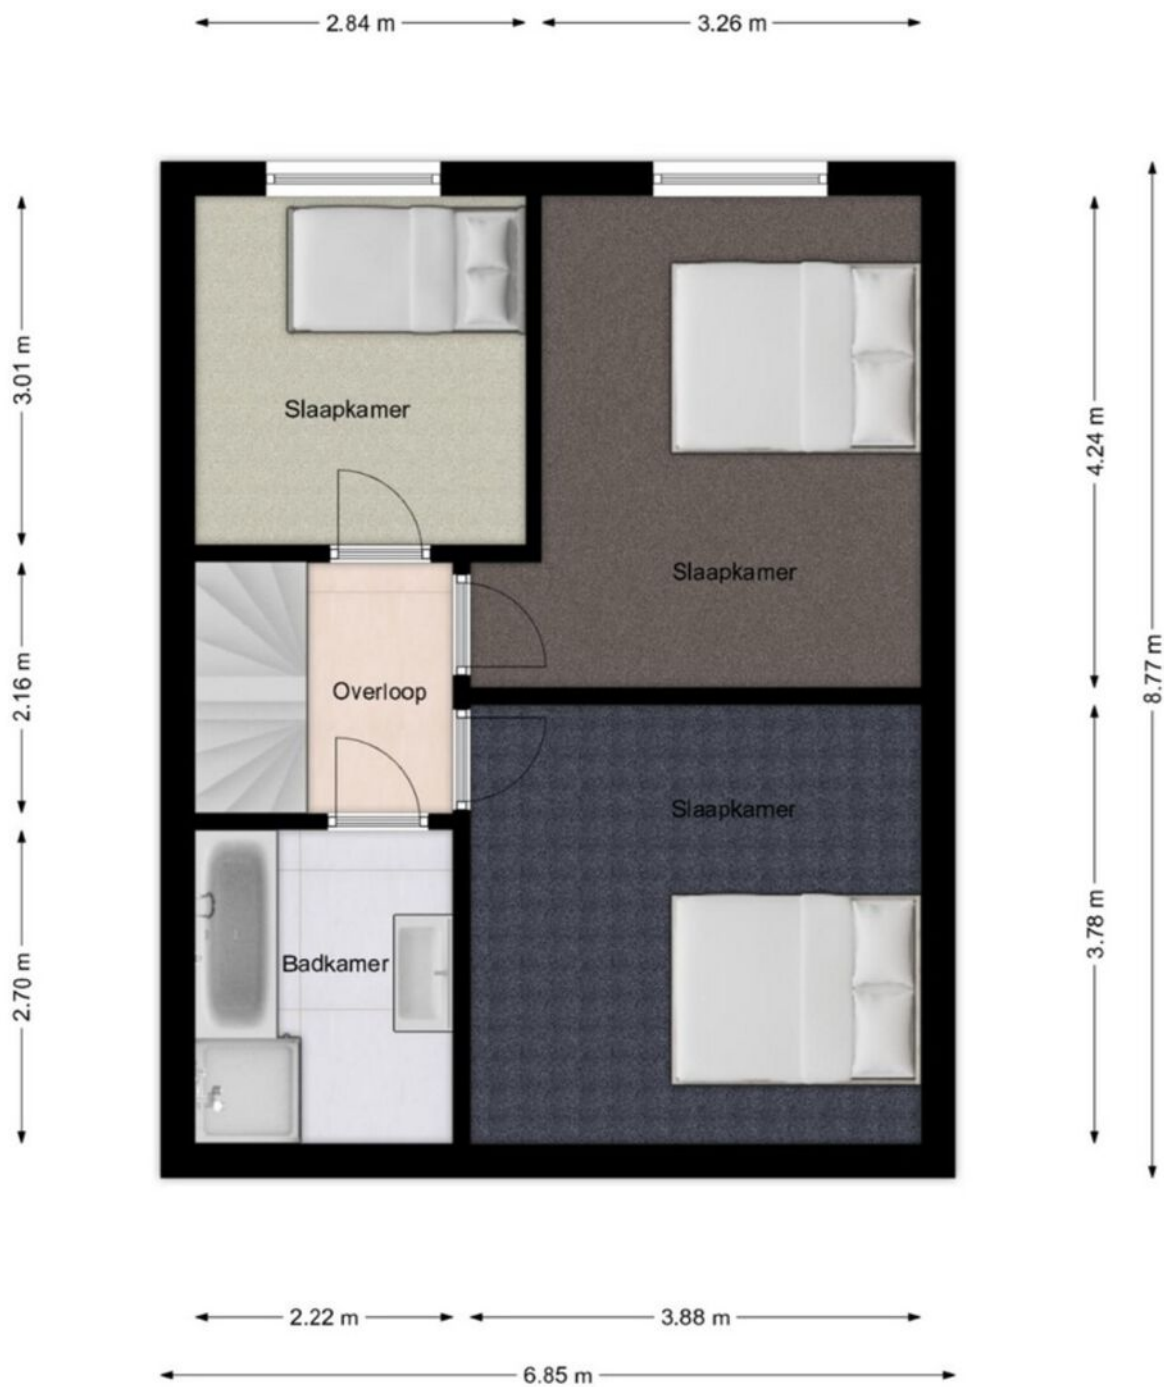 2.84 m
3.26 m
3.01 m
Slaapkamer
4.24 m
Slaapkamer
8.77 m
2.16 m
Overloop
Slaapkamer
3.78 m
2.70 m
Badkamer
2.22 m
3.88 m
6.85 m